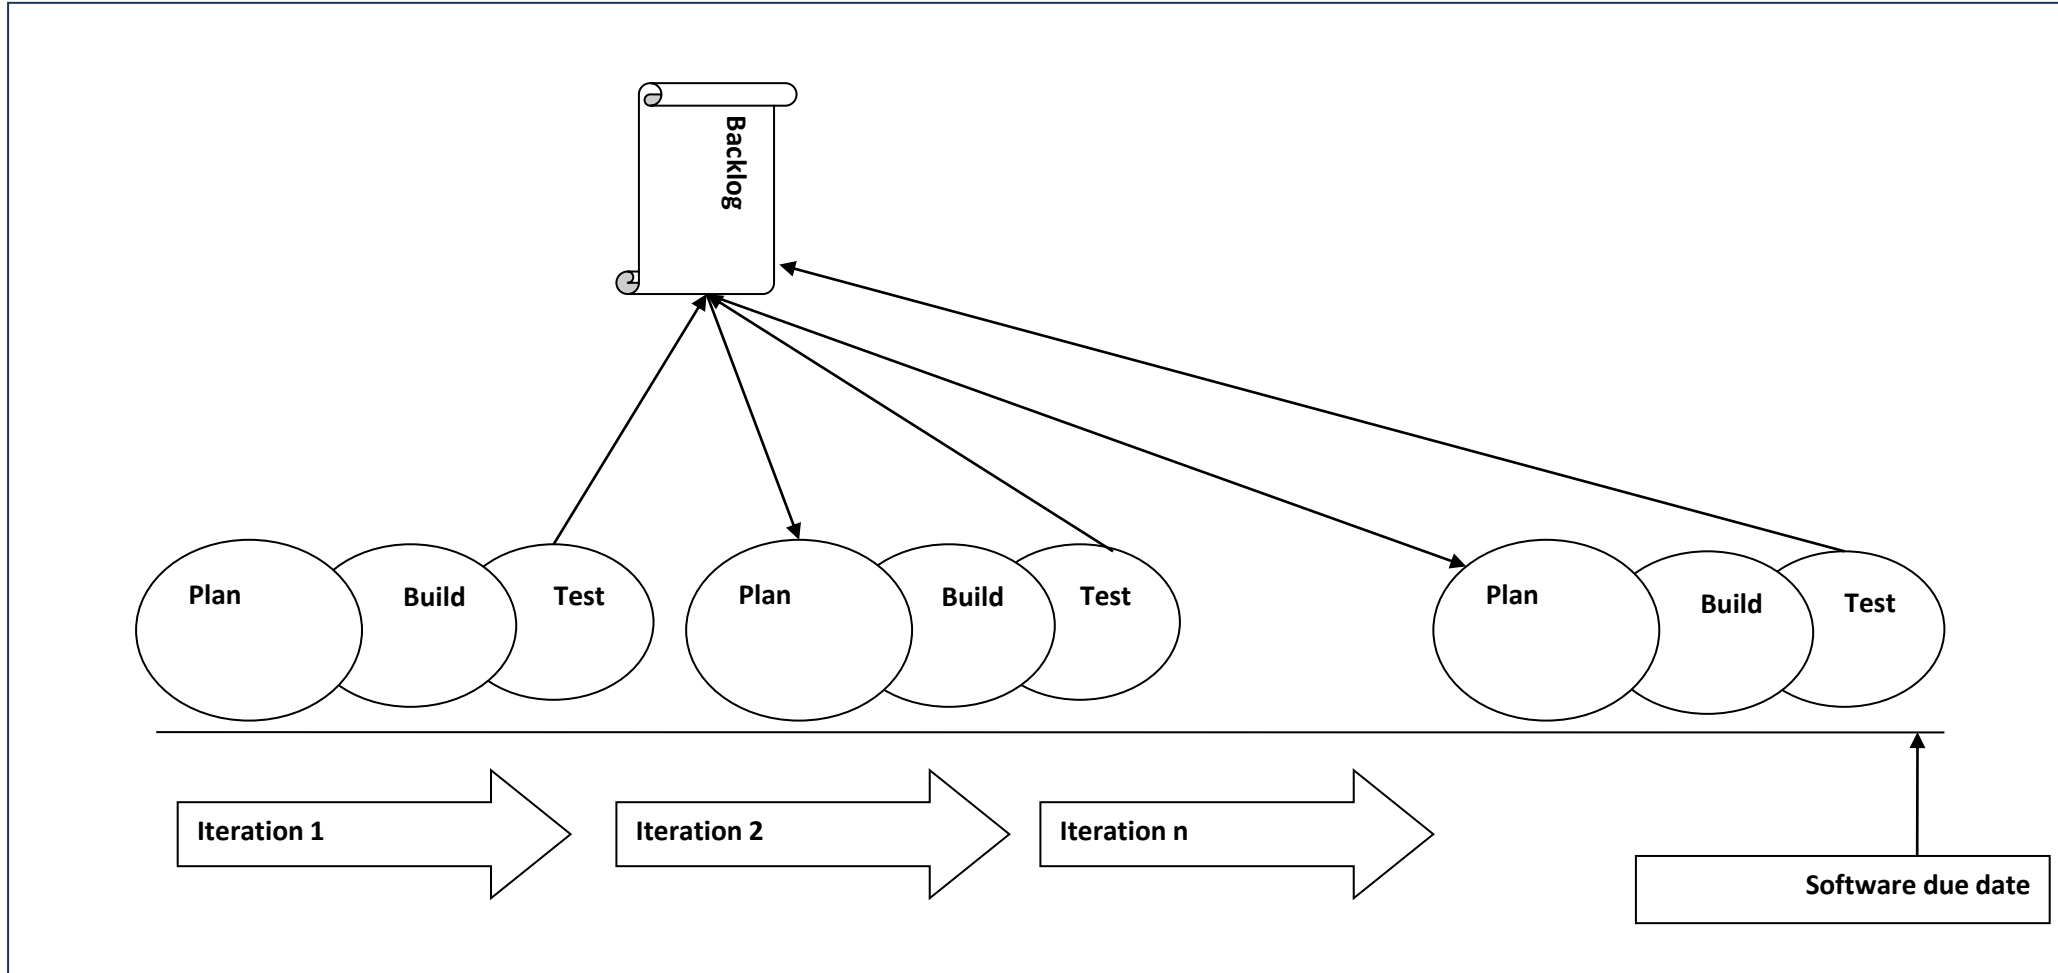 Backlog
Plan
Build
Test
Plan
Build
Test
Plan
Build
Test
Iteration 1
Iteration 2
Iteration n
Software due date